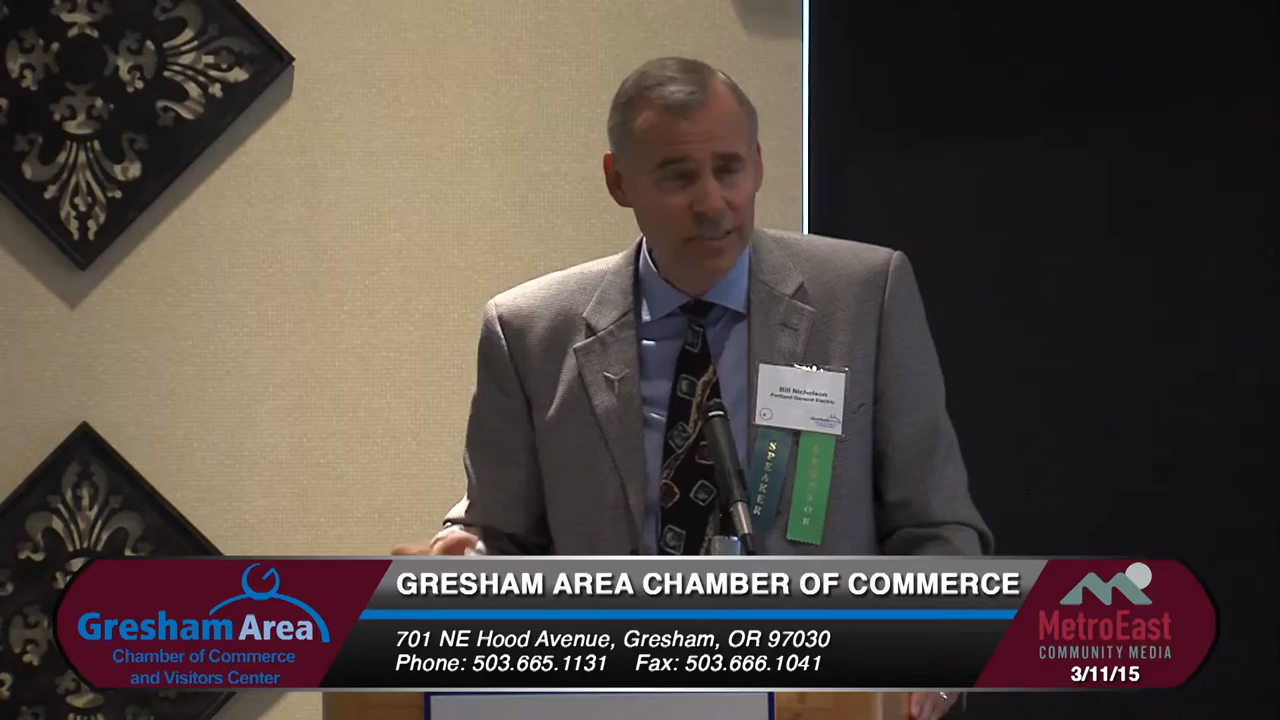 Bill Nicholson
Portland General Electric
Gresham
SPEAKER
SPONSOR
GRESHAM AREA CHAMBER OF COMMERCE
701 NE Hood Avenue, Gresham, OR 97030
Phone: 503.665.1131 Fax: 503.666.1041
Gresham Area
Chamber of Commerce
and Visitors Center
MetroEast
COMMUNITY MEDIA
3/11/15